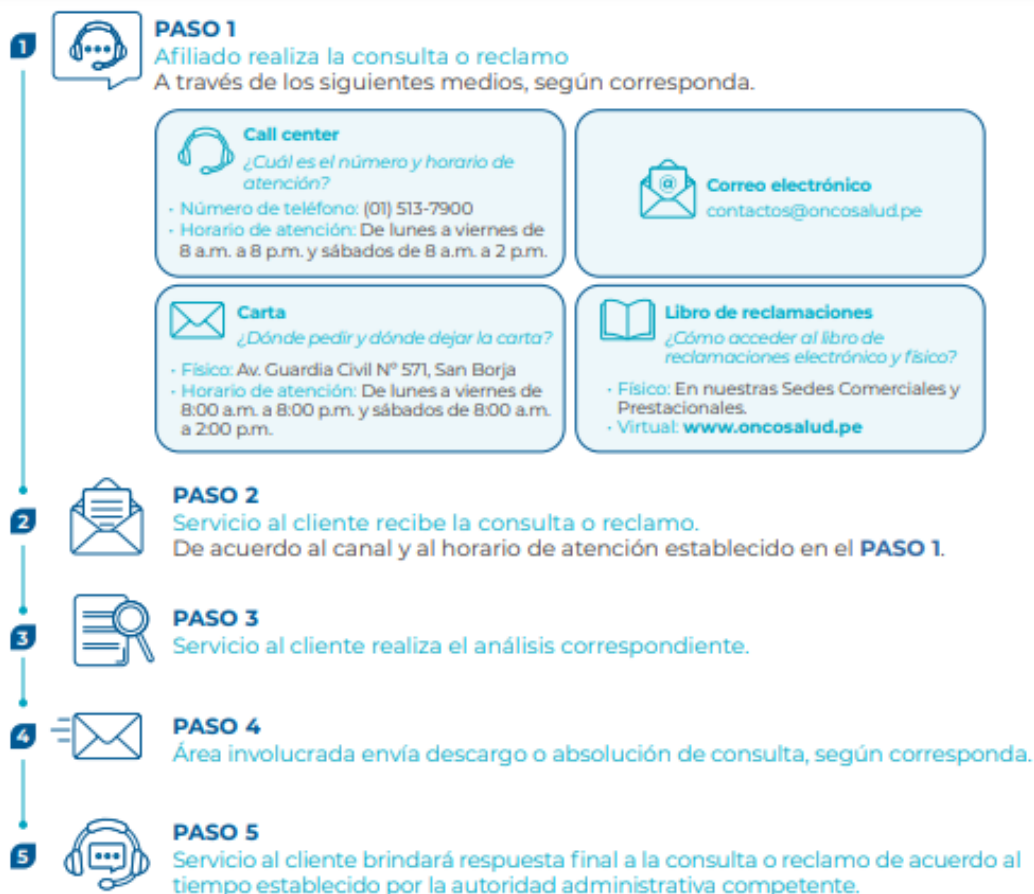 1
PASO 1
Afiliado realiza la consulta o reclamo
A través de los siguientes medios, según corresponda.
Call center
¿Cuál es el número y horario de
atención?
• Número de teléfono: (01) 513-7900
• Horario de atención: De lunes a viernes de
8 a.m. a 8 p.m. y sábados de 8 a.m. a 2 p.m.
@
Correo electrónico
contactos@oncosalud.pe
Carta
¿Dónde pedir y dónde dejar la carta?
• Físico: Av. Guardia Civil N° 571, San Borja
• Horario de atención: De lunes a viernes de
8:00 a.m. a 8:00 p.m. y sábados de 8:00 a.m.
a 2:00 p.m.
Libro de reclamaciones
¿Cómo acceder al libro de
reclamaciones electrónico y físico?
• Físico: En nuestras Sedes Comerciales y
Prestacionales.
• Virtual: www.oncosalud.pe
2
PASO 2
Servicio al cliente recibe la consulta o reclamo.
De acuerdo al canal y al horario de atención establecido en el PASO 1.
3
PASO 3
Servicio al cliente realiza el análisis correspondiente.
4
PASO 4
Área involucrada envía descargo o absolución de consulta, según corresponda.
5
PASO 5
Servicio al cliente brindará respuesta final a la consulta o reclamo de acuerdo al
tiempo establecido por la autoridad administrativa competente.